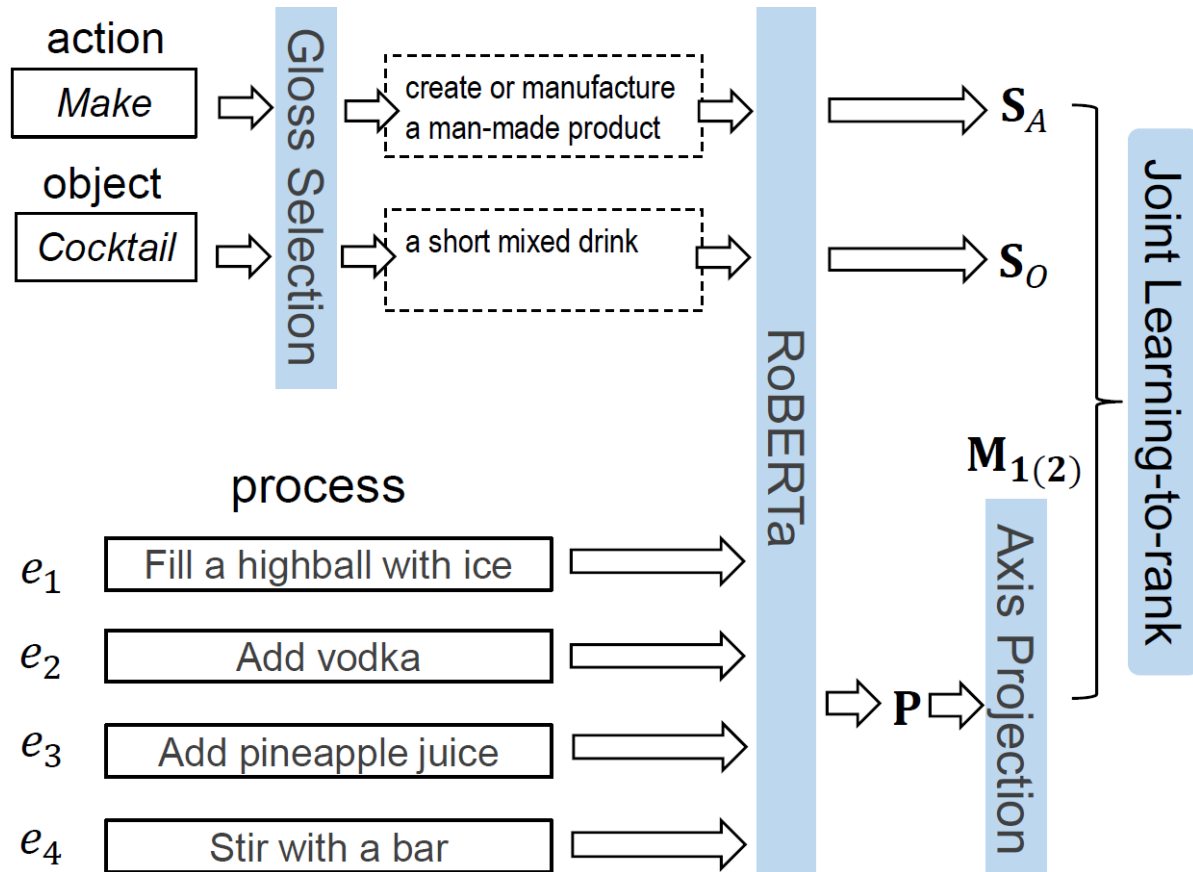 action
Make
object
Cocktail
Gloss Selection
create or manufacture
a man-made product
a short mixed drink
RoBERTa
S_A
S_O
M_1(2)
Joint Learning-to-rank
process
e_1 Fill a highball with ice
e_2 Add vodka
e_3 Add pineapple juice
e_4 Stir with a bar
P
Axis Projection